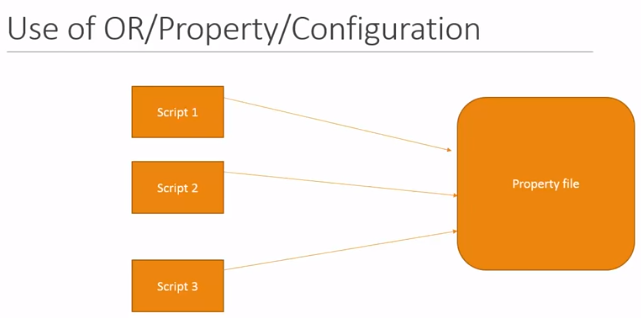 Use of OR/Property/Configuration
Script 1
Script 2
Property file
Script 3